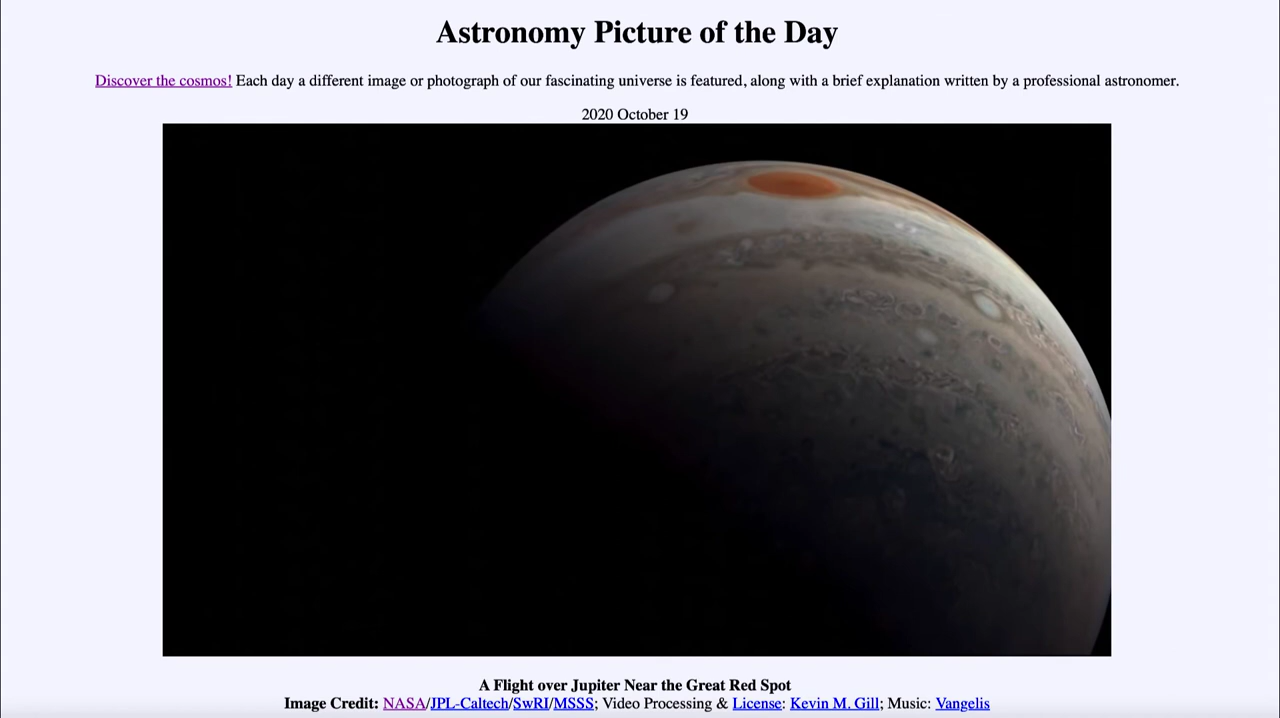 Astronomy Picture of the Day
Discover the cosmos! Each day a different image or photograph of our fascinating universe is featured, along with a brief explanation written by a professional astronomer.
2020 October 19
A Flight over Jupiter Near the Great Red Spot
Image Credit: NASA/JPL-Caltech/SwRI/MSSS; Video Processing & License: Kevin M. Gill; Music: Vangelis